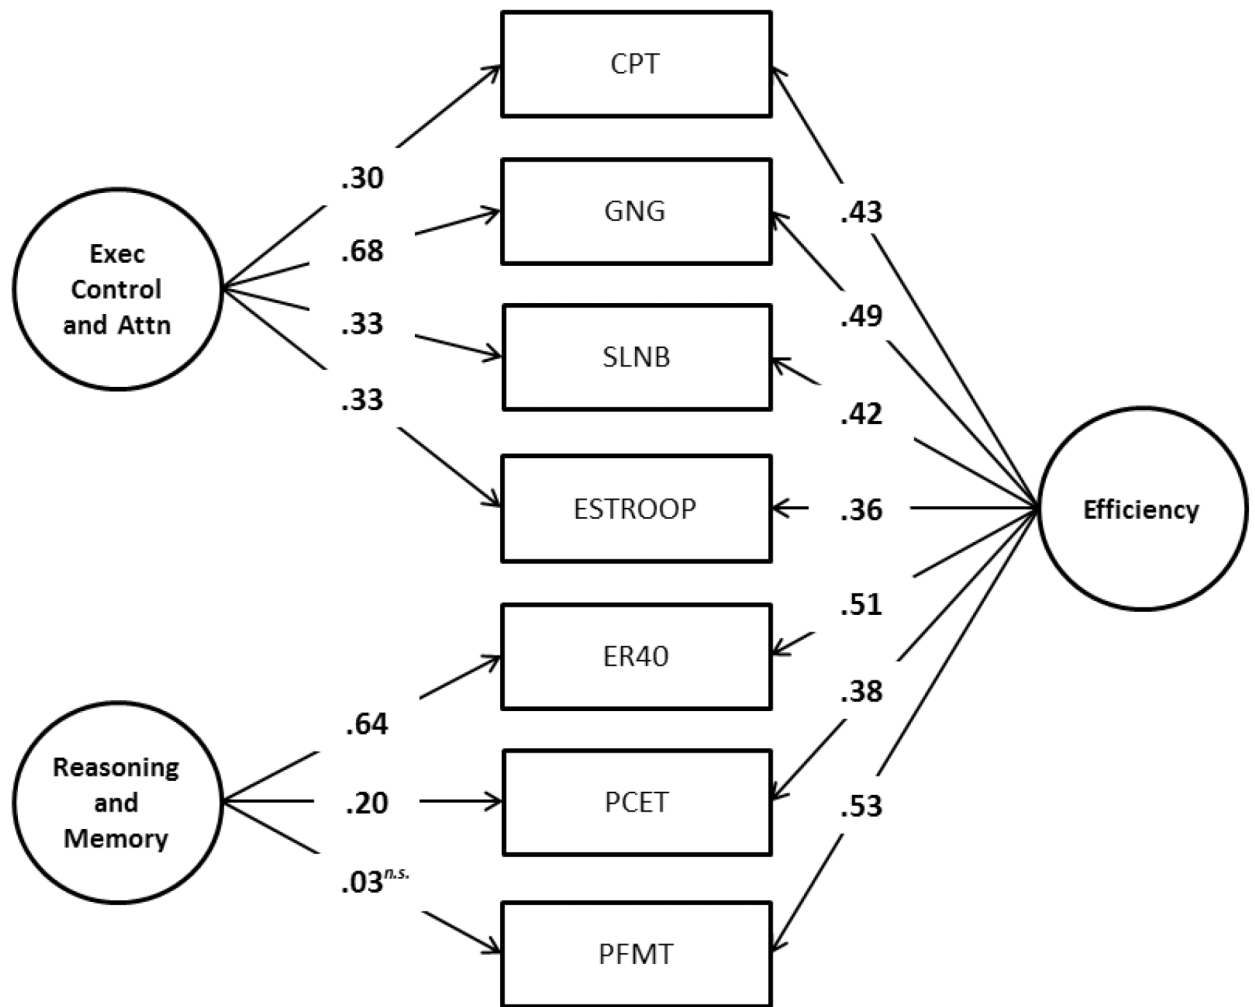 CPT
.30
.43
GNG
.68
Exec
Control
and Attn
.49
.33
SLNB
.33
.42
ESTROOP
.36
Efficiency
.51
ER40
.64
.38
Reasoning
and
Memory
.20
PCET
.53
.03n.s.
PFMT